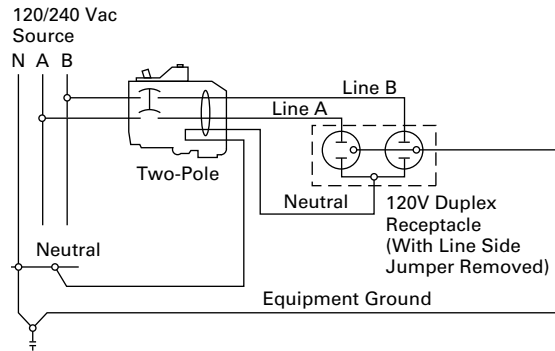 120/240 Vac
Source
N A B
Line B
Line A
Two-Pole
Neutral
120V Duplex
Receptacle
(With Line Side
Jumper Removed)
Neutral
Equipment Ground